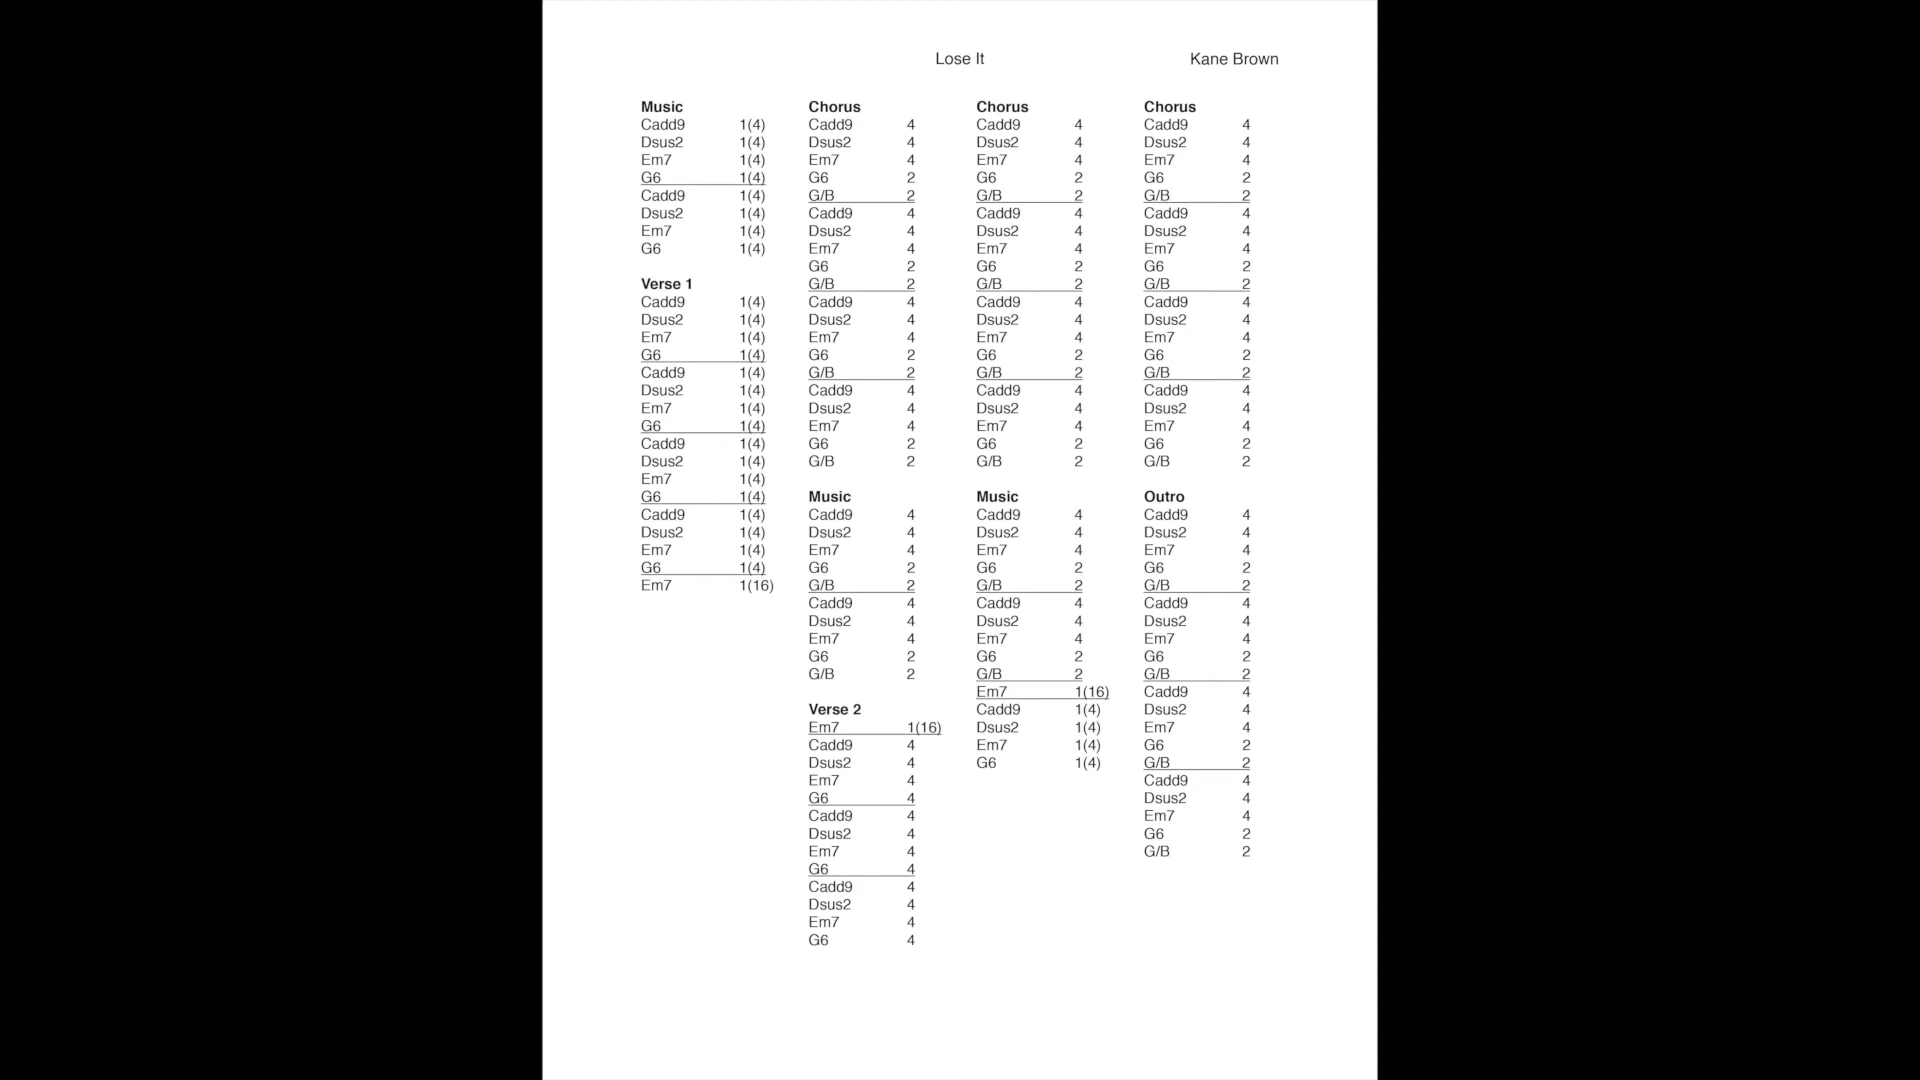 Lose It
Kane Brown
Music
Cadd9 1(4)
Dsus2 1(4)
Em7 1(4)
G6 1(4)
Cadd9 1(4)
Dsus2 1(4)
Em7 1(4)
G6 1(4)
Verse 1
Cadd9 1(4)
Dsus2 1(4)
Em7 1(4)
G6 1(4)
Cadd9 1(4)
Dsus2 1(4)
Em7 1(4)
G6 1(4)
Cadd9 1(4)
Dsus2 1(4)
Em7 1(4)
G6 1(4)
Cadd9 1(4)
Dsus2 1(4)
Em7 1(4)
G6 1(4)
Em7 1(16)
Chorus
Cadd9 4
Dsus2 4
Em7 4
G6 2
G/B 2
Cadd9 4
Dsus2 4
Em7 4
G6 2
G/B 2
Cadd9 4
Dsus2 4
Em7 4
G6 2
G/B 2
Cadd9 4
Dsus2 4
Em7 4
G6 2
G/B 2
Music
Cadd9 4
Dsus2 4
Em7 4
G6 2
G/B 2
Cadd9 4
Dsus2 4
Em7 4
G6 2
G/B 2
Verse 2
Em7 1(16)
Cadd9 4
Dsus2 4
Em7 4
G6 4
Cadd9 4
Dsus2 4
Em7 4
G6 4
Cadd9 4
Dsus2 4
Em7 4
G6 4
Chorus
Cadd9 4
Dsus2 4
Em7 4
G6 2
G/B 2
Cadd9 4
Dsus2 4
Em7 4
G6 2
G/B 2
Cadd9 4
Dsus2 4
Em7 4
G6 2
G/B 2
Cadd9 4
Dsus2 4
Em7 4
G6 2
G/B 2
Music
Cadd9 4
Dsus2 4
Em7 4
G6 2
G/B 2
Cadd9 4
Dsus2 4
Em7 4
G6 2
G/B 2
Em7 1(16)
Cadd9 1(4)
Dsus2 1(4)
Em7 1(4)
G6 1(4)
Chorus
Cadd9 4
Dsus2 4
Em7 4
G6 2
G/B 2
Cadd9 4
Dsus2 4
Em7 4
G6 2
G/B 2
Cadd9 4
Dsus2 4
Em7 4
G6 2
G/B 2
Cadd9 4
Dsus2 4
Em7 4
G6 2
G/B 2
Outro
Cadd9 4
Dsus2 4
Em7 4
G6 2
G/B 2
Cadd9 4
Dsus2 4
Em7 4
G6 2
G/B 2
Cadd9 4
Dsus2 4
Em7 4
G6 2
G/B 2
Cadd9 4
Dsus2 4
Em7 4
G6 2
G/B 2